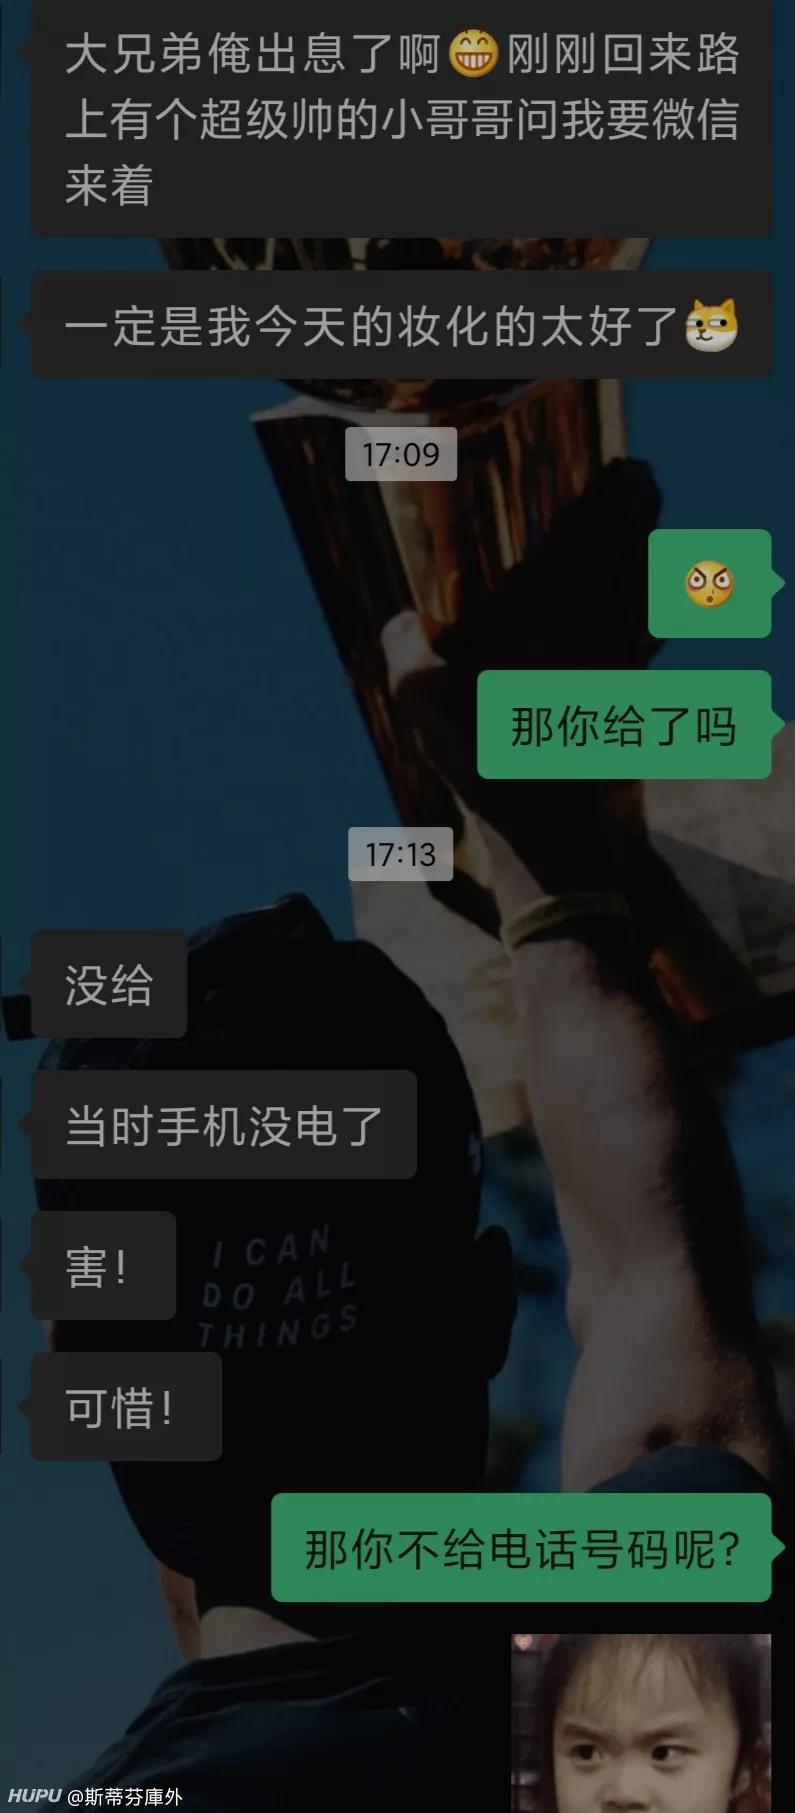 大兄弟俺出息了啊😁刚刚回来路
上有个超级帅的小哥哥问我要微信
来着
一定是我今天的妆化的太好了
17:09
那你给了吗
17:13
没给
当时手机没电了
害!
I CAN
DO ALL
THINGS
可惜!
那你不给电话号码呢?
HUPU @斯蒂芬庫外